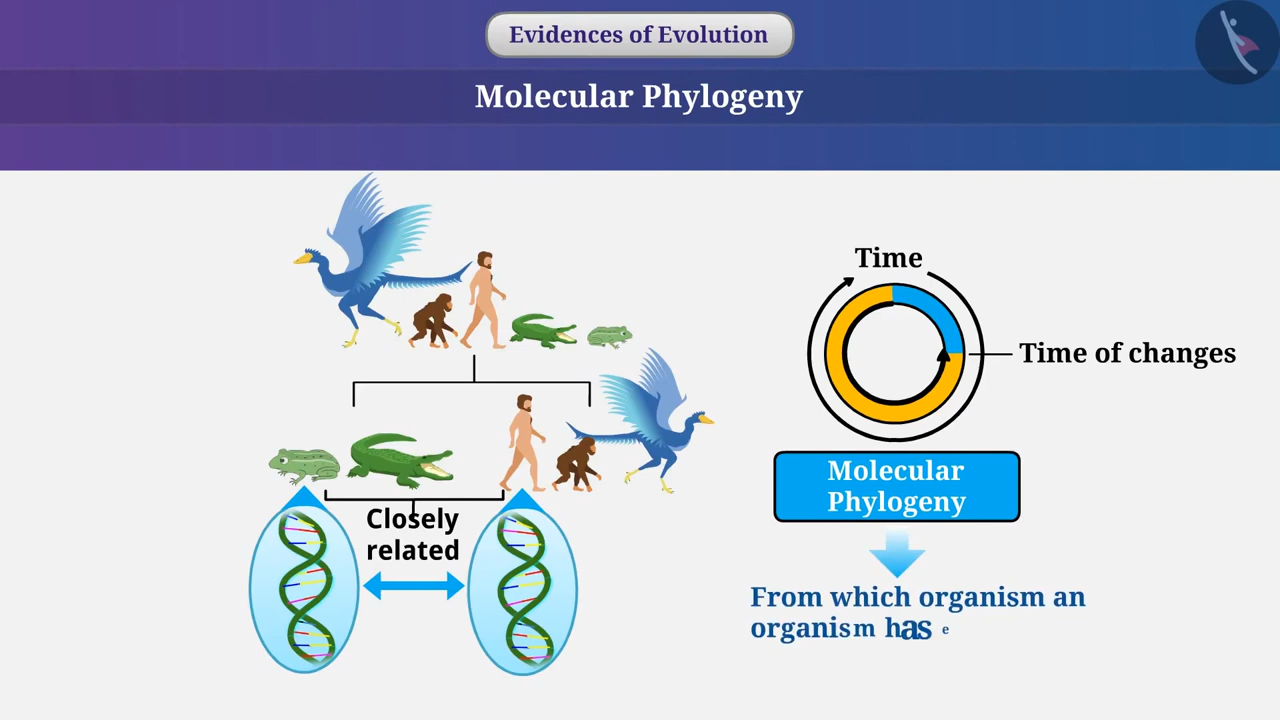 Evidences of Evolution
Molecular Phylogeny
Time
Time of changes
Closely
related
Molecular
Phylogeny
From which organism an
organism has e